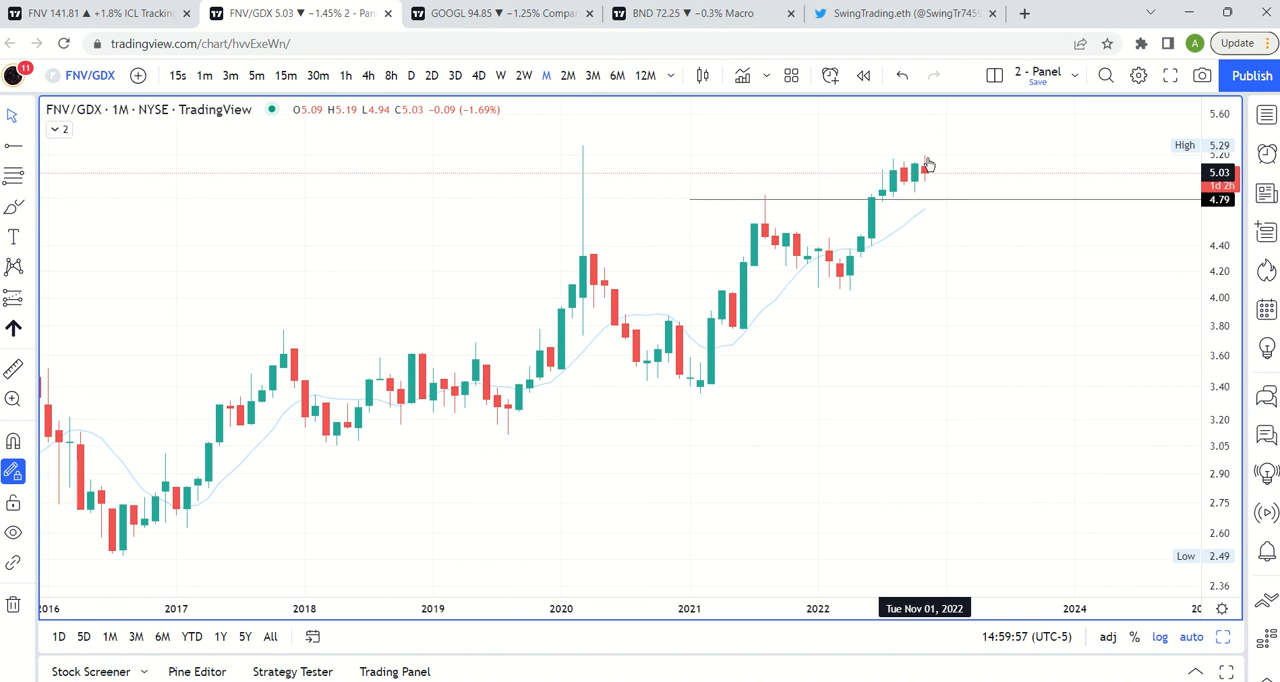 FNV 141.81 ▲ +1.8% ICL Tracking
FNV/GDX 5.03 ▼ −1.45% 2 - Pan
GOOGL 94.85 ▼ −1.25% Compa
BND 72.25 ▼ −0.3% Macro
SwingTrading.eth (@SwingTr7459
tradingview.com/chart/hvvExeWn/
A
Update
11
F
FNV/GDX
15s 1m 3m 5m 15m 30m 1h 4h 8h D 2D 3D 4D W 2W M 2M 3M 6M 12M
2 - Panel
Save
Publish
FNV/GDX · 1M · NYSE · TradingView
O5.09 H5.19 L4.94 C5.03 −0.09 (−1.69%)
2
5.60
High 5.29
5.20
5.03
1d 2h
4.79
4.40
4.20
4.00
3.80
3.60
3.40
3.20
3.05
2.90
2.75
2.60
Low 2.49
2.36
2016 2017 2018 2019 2020 2021 2022 Tue Nov 01, 2022 2024
1D 5D 1M 3M 6M YTD 1Y 5Y All
14:59:57 (UTC-5)
adj % log auto
Stock Screener Pine Editor Strategy Tester Trading Panel